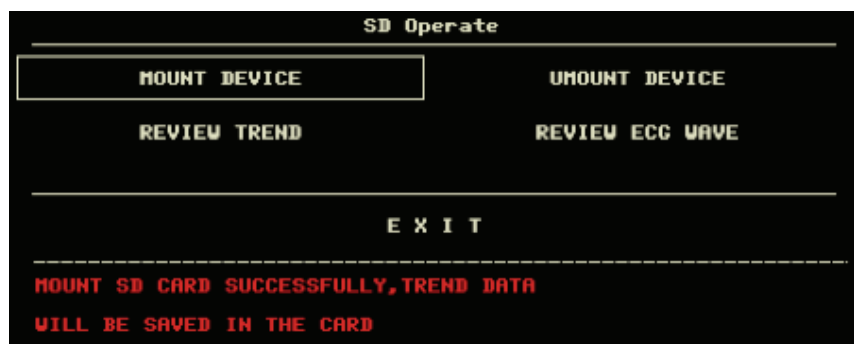 SD Operate
MOUNT DEVICE
UMOUNT DEVICE
REVIEW TREND
REVIEW ECG WAVE
E X I T
MOUNT SD CARD SUCCESSFULLY,TREND DATA
WILL BE SAVED IN THE CARD